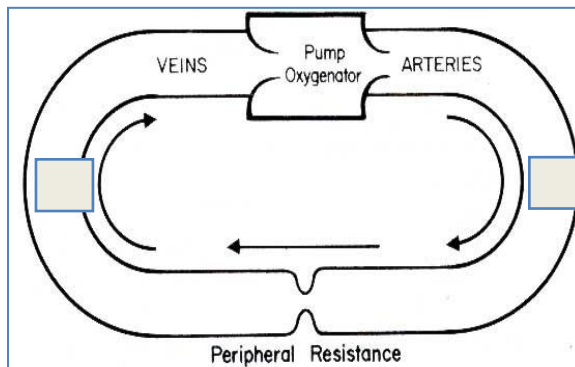 VEINS
Pump
Oxygenator
ARTERIES
Peripheral Resistance